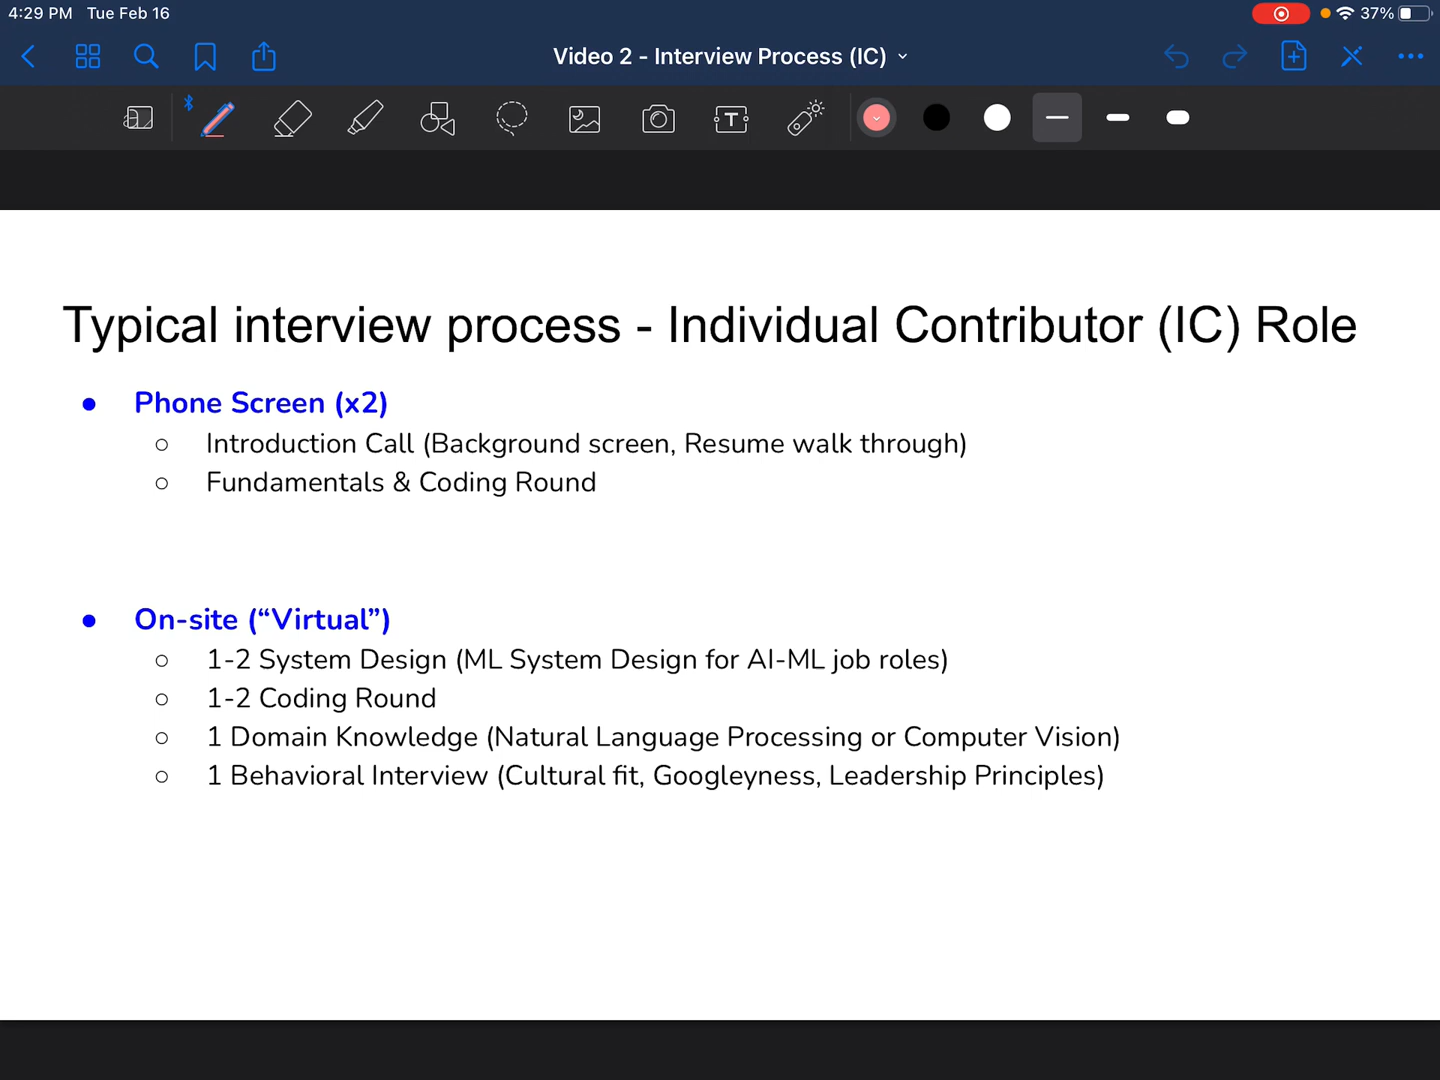 4:29 PM Tue Feb 16
37%
Video 2 - Interview Process (IC)
T
Typical interview process - Individual Contributor (IC) Role
● Phone Screen (x2)
○ Introduction Call (Background screen, Resume walk through)
○ Fundamentals & Coding Round
● On-site (“Virtual”)
○ 1-2 System Design (ML System Design for AI-ML job roles)
○ 1-2 Coding Round
○ 1 Domain Knowledge (Natural Language Processing or Computer Vision)
○ 1 Behavioral Interview (Cultural fit, Googleyness, Leadership Principles)